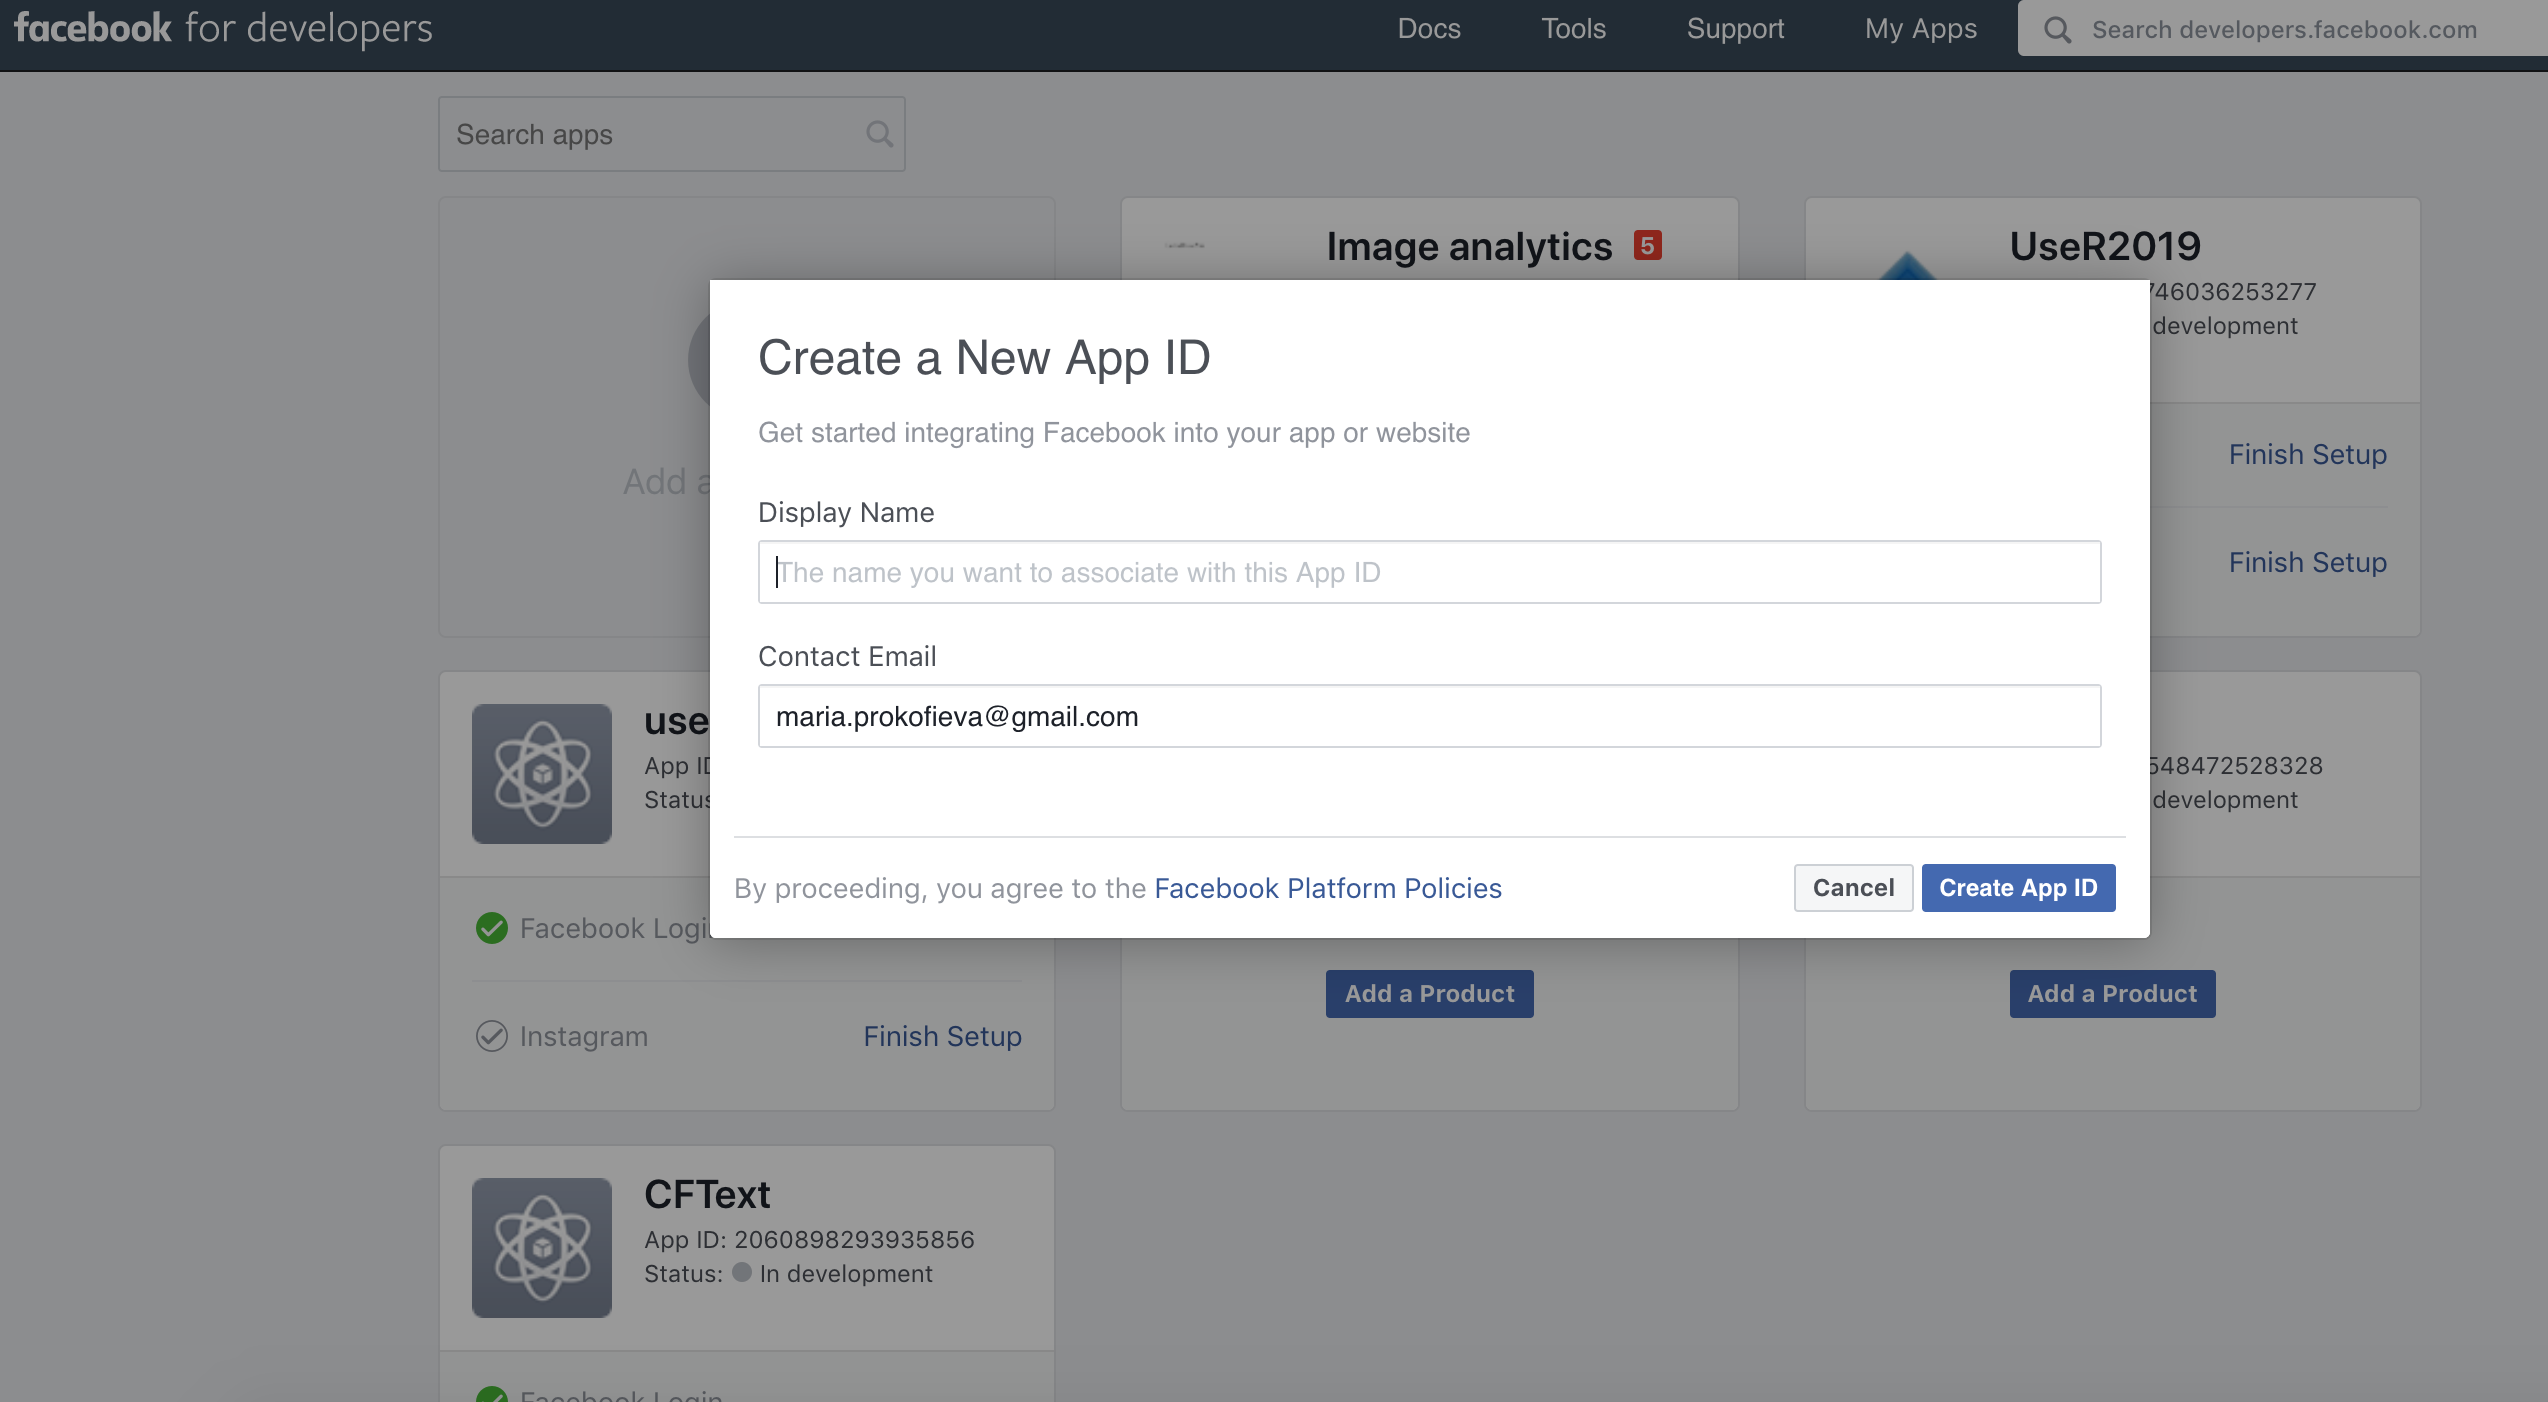 facebook for developers
Docs
Tools
Support
My Apps
Search developers.facebook.com
Search apps
Image analytics 5
UseR2019
746036253277
development
Create a New App ID
Get started integrating Facebook into your app or website
Finish Setup
Add a
Display Name
The name you want to associate with this App ID
Finish Setup
Contact Email
maria.prokofieva@gmail.com
use
App ID
Status
548472528328
development
By proceeding, you agree to the Facebook Platform Policies
Cancel
Create App ID
Facebook Login
Add a Product
Add a Product
Instagram
Finish Setup
CFText
App ID: 2060898293935856
Status: In development
Facebook Login